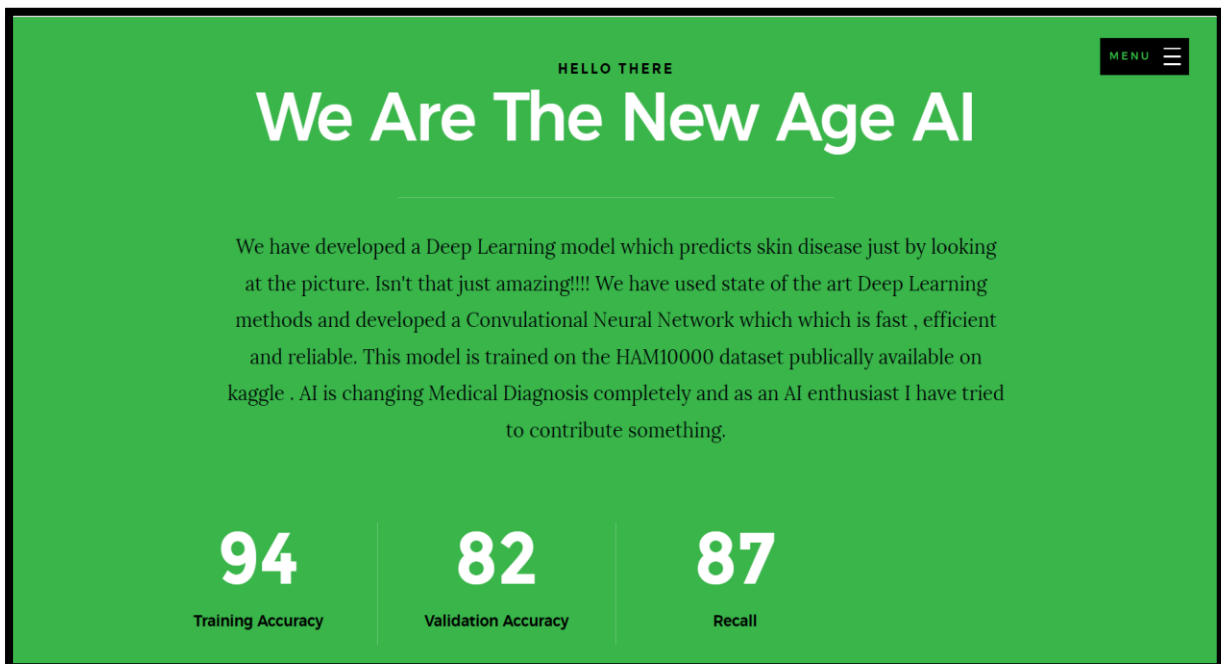 MENU
HELLO THERE
We Are The New Age AI
We have developed a Deep Learning model which predicts skin disease just by looking
at the picture. Isn't that just amazing!!!! We have used state of the art Deep Learning
methods and developed a Convulational Neural Network which which is fast , efficient
and reliable. This model is trained on the HAM10000 dataset publically available on
kaggle . AI is changing Medical Diagnosis completely and as an AI enthusiast I have tried
to contribute something.
94 82 87
Training Accuracy Validation Accuracy Recall